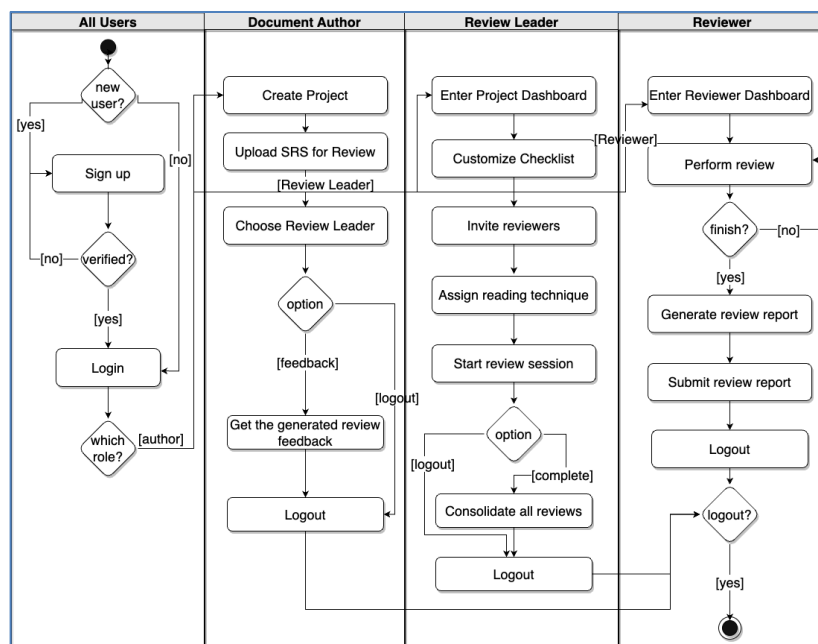 All Users
Document Author
Review Leader
Reviewer
new
user?
[yes]
[no]
Sign up
[no]
verified?
[yes]
Login
which
role?
[author]
Create Project
Upload SRS for Review
[Review Leader]
Choose Review Leader
option
[feedback]
[logout]
Get the generated review
feedback
Logout
Enter Project Dashboard
Customize Checklist
Invite reviewers
Assign reading technique
Start review session
option
[logout]
[complete]
Consolidate all reviews
Logout
[Reviewer]
Enter Reviewer Dashboard
Perform review
finish?
[no]
[yes]
Generate review report
Submit review report
Logout
logout?
[yes]